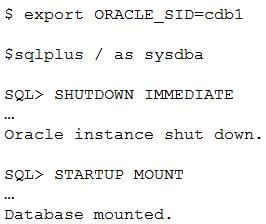 $ export ORACLE_SID=cdb1
$sqlplus / as sysdba
SQL> SHUTDOWN IMMEDIATE
…
Oracle instance shut down.
SQL> STARTUP MOUNT
…
Database mounted.